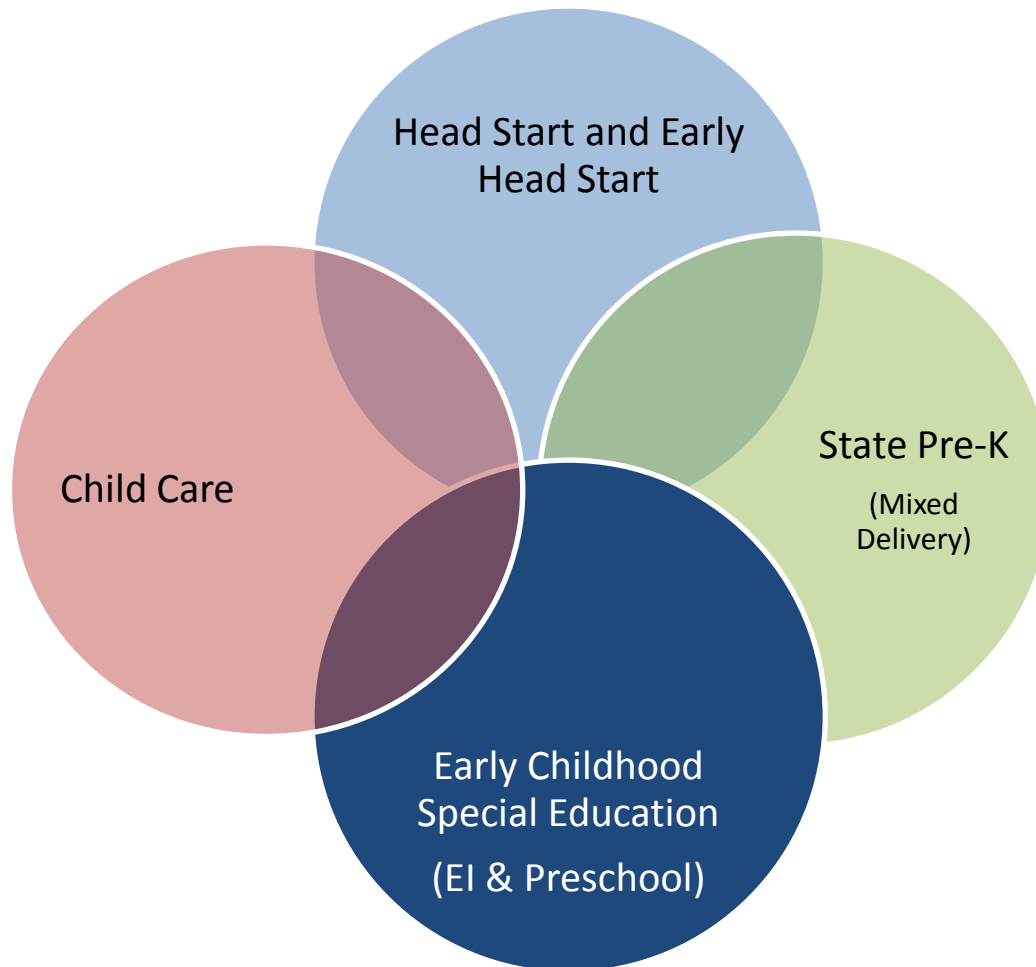 Head Start and Early
Head Start
Child Care
State Pre-K
(Mixed
Delivery)
Early Childhood
Special Education
(EI & Preschool)